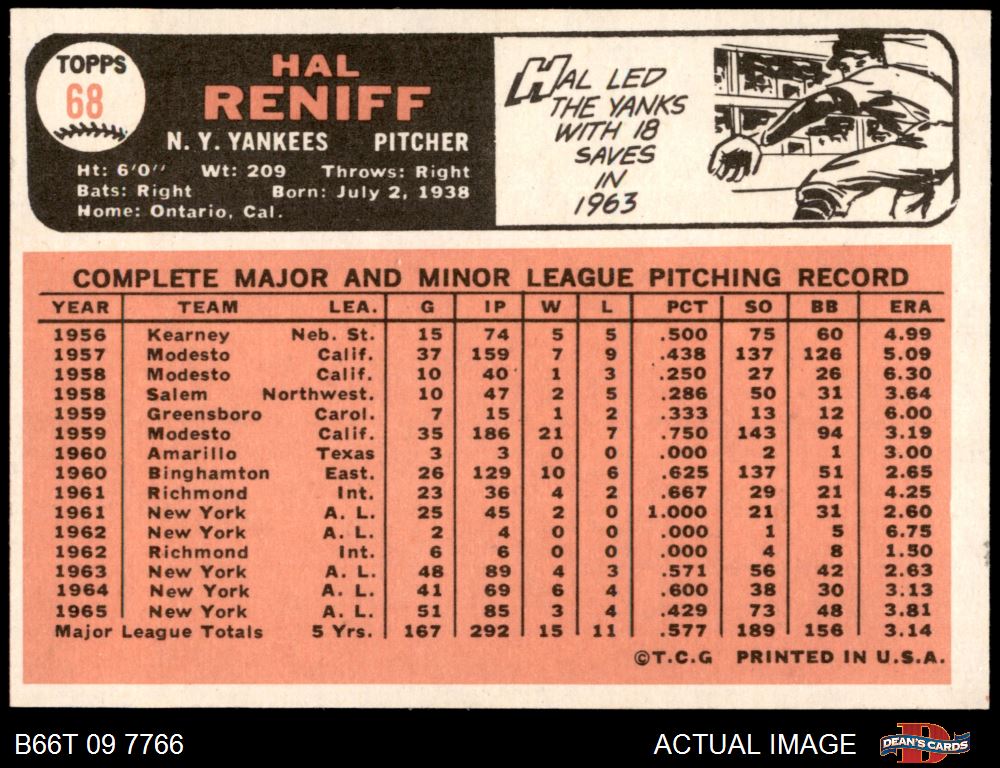 TOPPS
68
HAL
RENIFF
N. Y. YANKEES PITCHER
Ht: 6'0'' Wt: 209 Throws: Right
Bats: Right Born: July 2, 1938
Home: Ontario, Cal.
HAL LED
THE YANKS
WITH 18
SAVES
IN
1963
COMPLETE MAJOR AND MINOR LEAGUE PITCHING RECORD
YEAR TEAM LEA. G IP W L PCT SO BB ERA
1956 Kearney Neb. St. 15 74 5 5 .500 75 60 4.99
1957 Modesto Calif. 37 159 7 9 .438 137 126 5.09
1958 Modesto Calif. 10 40 1 3 .250 27 26 6.30
1958 Salem Northwest. 10 47 2 5 .286 50 31 3.64
1959 Greensboro Carol. 7 15 1 2 .333 13 12 6.00
1959 Modesto Calif. 35 186 21 7 .750 143 94 3.19
1960 Amarillo Texas 3 3 0 0 .000 2 1 3.00
1960 Binghamton East. 26 129 10 6 .625 137 51 2.65
1961 Richmond Int. 23 36 4 2 .667 29 21 4.25
1961 New York A. L. 25 45 2 0 1.000 21 31 2.60
1962 New York A. L. 2 4 0 0 .000 1 5 6.75
1962 Richmond Int. 6 6 0 0 .000 4 8 1.50
1963 New York A. L. 48 89 4 3 .571 56 42 2.63
1964 New York A. L. 41 69 6 4 .600 38 30 3.13
1965 New York A. L. 51 85 3 4 .429 73 48 3.81
Major League Totals 5 Yrs. 167 292 15 11 .577 189 156 3.14
©T.C.G PRINTED IN U.S.A.
B66T 09 7766
ACTUAL IMAGE
DEAN'S CARDS